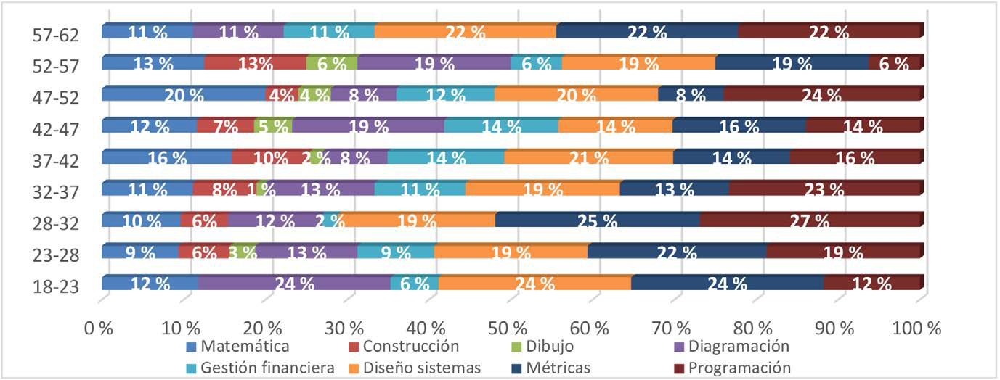 57-62 11 % 11 % 11 % 22 % 22 % 22 %
52-57 13 % 13% 6 % 19 % 6 % 19 % 19 % 6 %
47-52 20 % 4% 4 % 8 % 12 % 20 % 8 % 24 %
42-47 12 % 7% 5 % 19 % 14 % 14 % 16 % 14 %
37-42 16 % 10% 2 % 8 % 14 % 21 % 14 % 16 %
32-37 11 % 8% 1 % 13 % 11 % 19 % 13 % 23 %
28-32 10 % 6% 12 % 2 % 19 % 25 % 27 %
23-28 9 % 6% 3 % 13 % 9 % 19 % 22 % 19 %
18-23 12 % 24 % 6 % 24 % 24 % 12 %
0 % 10 % 20 % 30 % 40 % 50 % 60 % 70 % 80 % 90 % 100 %
Matemática Construcción Dibujo Diagramación
Gestión financiera Diseño sistemas Métricas Programación